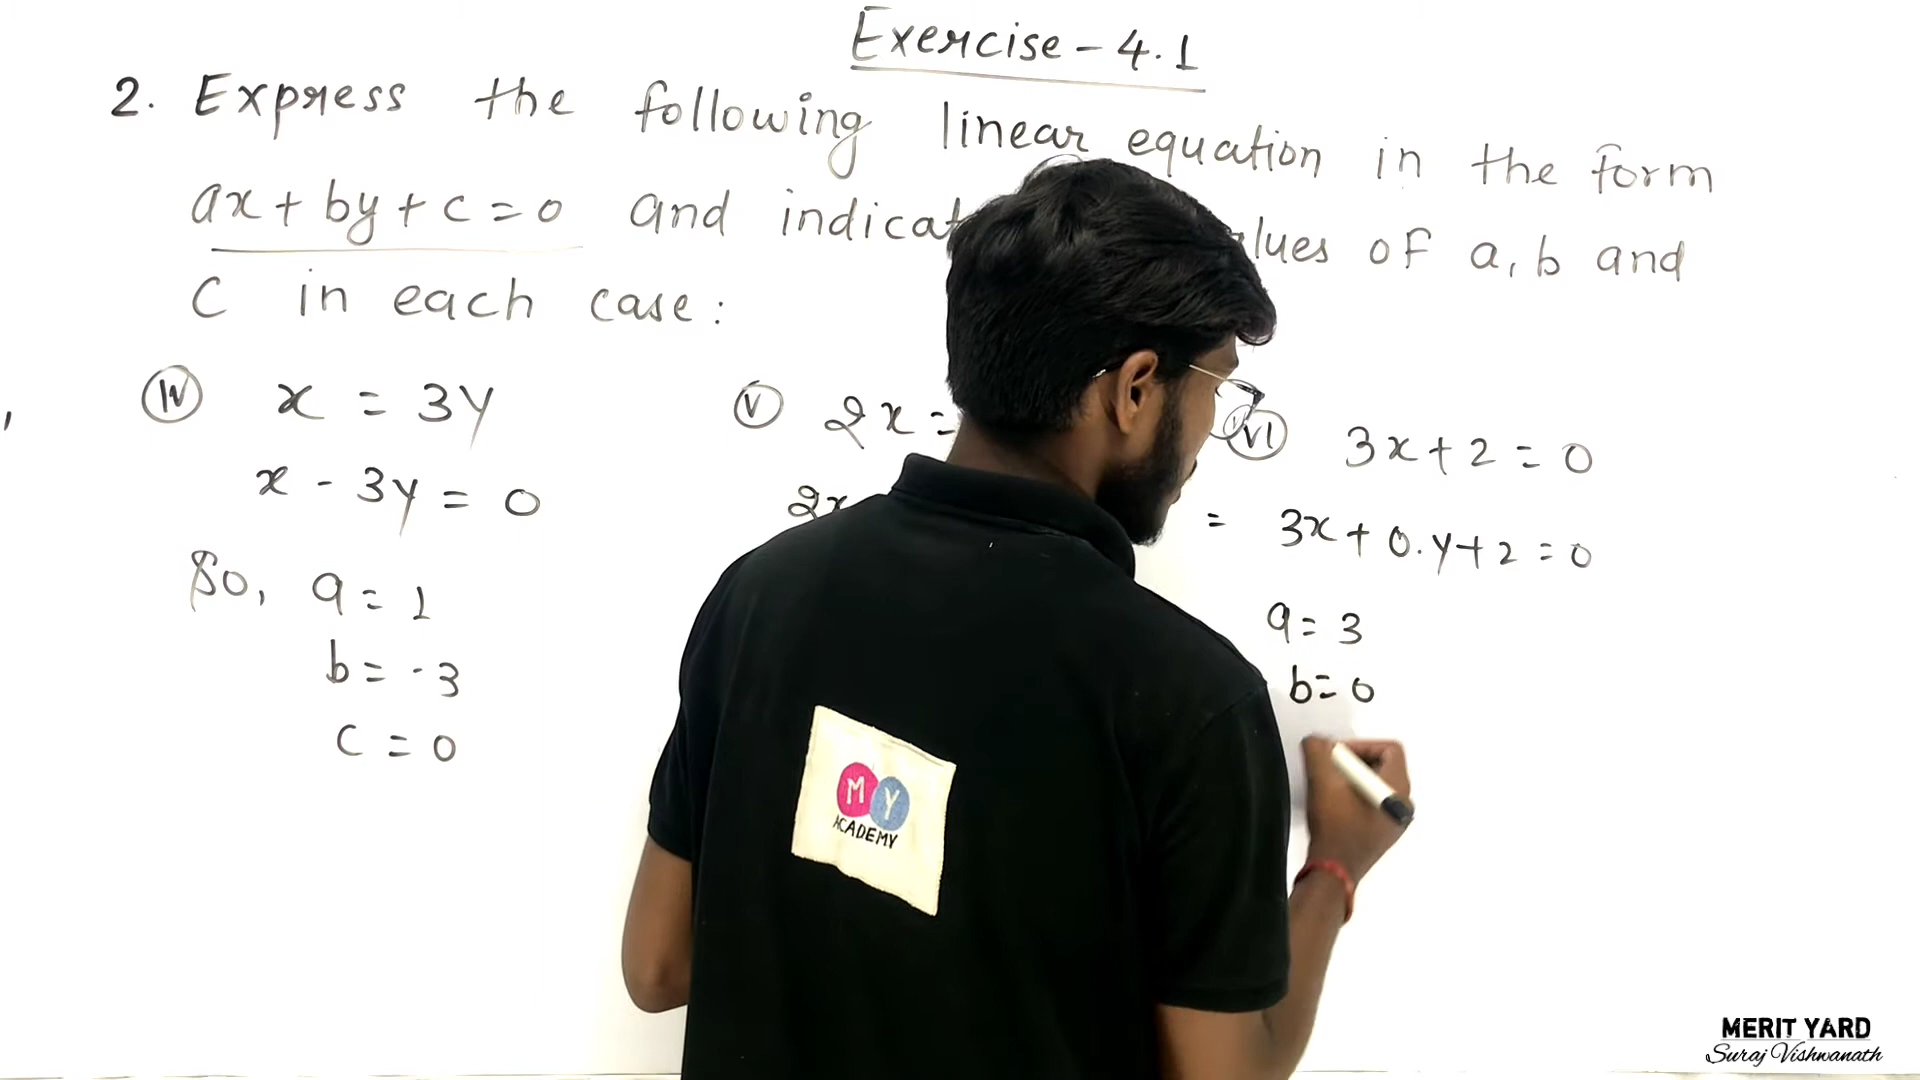 Exercise - 4.1
2. Express the following linear equation in the form
ax + by + c = 0 and indicat lues of a, b and
C in each case:
(iv) x = 3y
x - 3y = 0
So, a = 1
b = -3
c = 0
(v) 2x =
2x
(vi) 3x + 2 = 0
= 3x + 0.y + 2 = 0
a = 3
b = 0
M Y
ACADEMY
MERIT YARD
Suraj Vishwanath